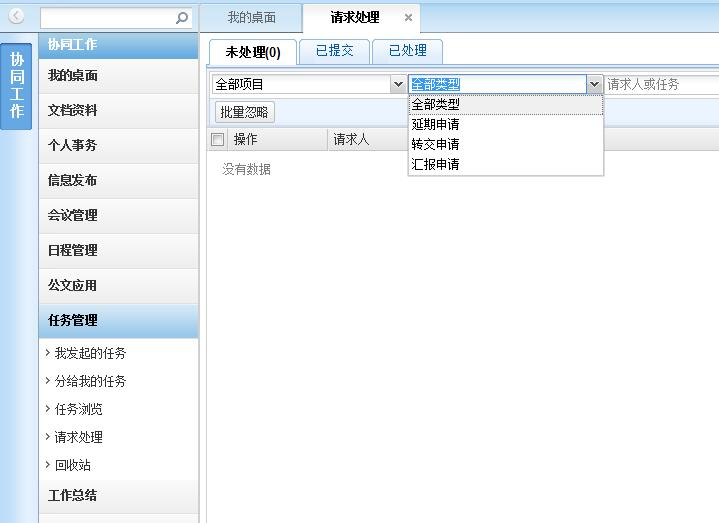 我的桌面
请求处理
协同工作
协同工作
我的桌面
文档资料
个人事务
信息发布
会议管理
日程管理
公文应用
任务管理
我发起的任务
分给我的任务
任务浏览
请求处理
回收站
工作总结
未处理(0)
已提交
已处理
全部项目
全部类型
请求人或任务
全部类型
延期申请
转交申请
汇报申请
批量忽略
操作
请求人
没有数据